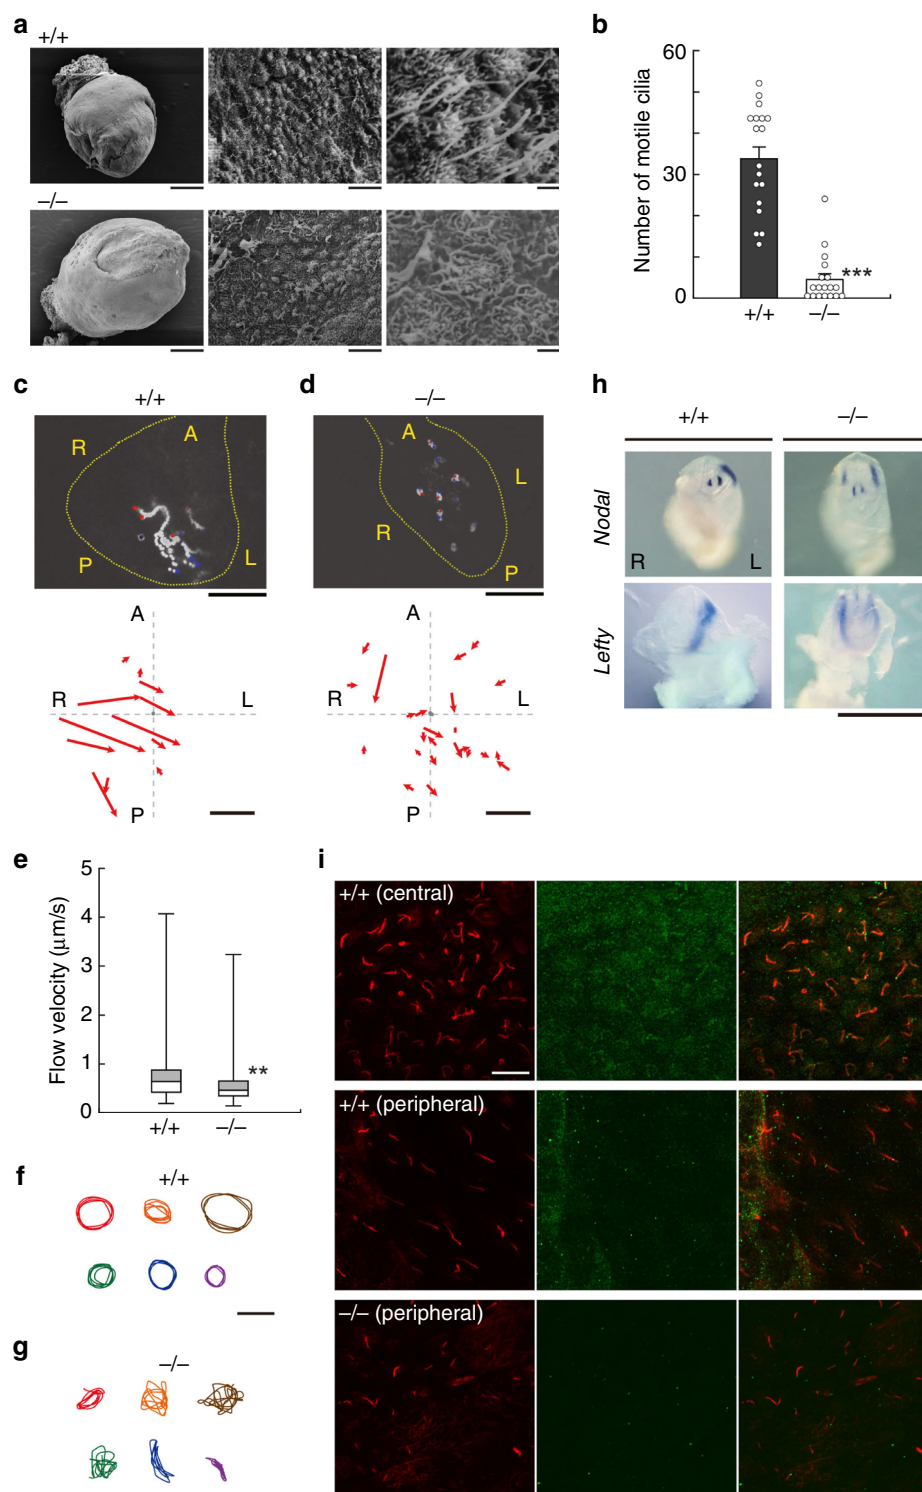 a
+/+
–/–
b
Number of motile cilia
60
30
0
***
+/+
–/–
c
+/+
R
A
P
L
A
R
L
P
d
–/–
A
L
R
P
A
R
L
P
e
Flow velocity (μm/s)
5
4
3
2
1
0
**
+/+
–/–
f
+/+
g
–/–
h
+/+
–/–
Nodal
R
L
Lefty
i
+/+ (central)
+/+ (peripheral)
–/– (peripheral)